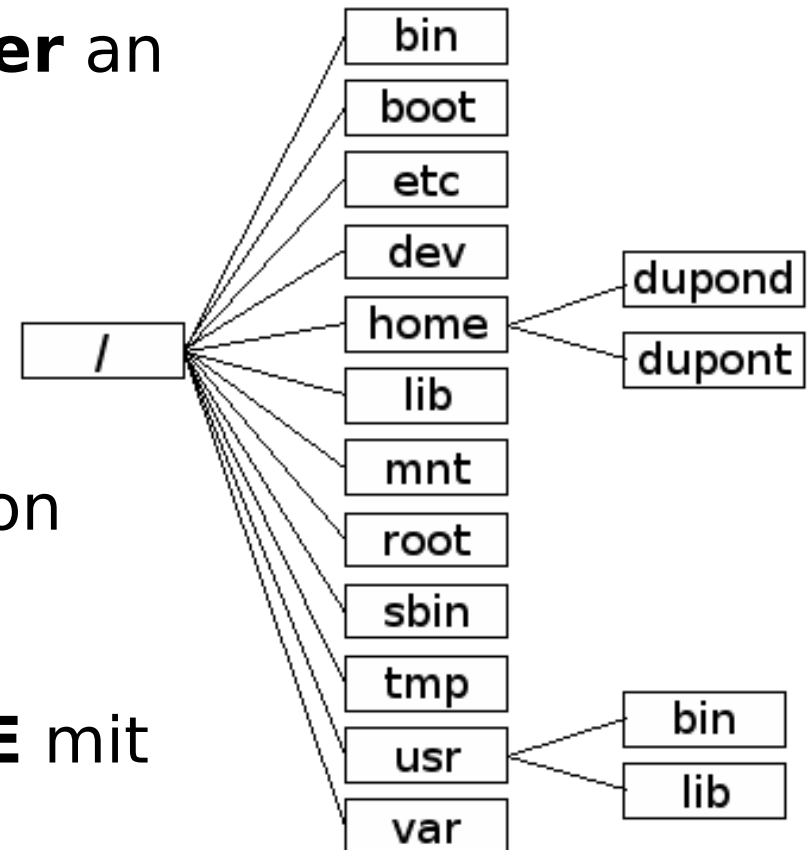 er an
on
E mit
/
bin
boot
etc
dev
home
lib
mnt
root
sbin
tmp
usr
var
dupond
dupont
bin
lib